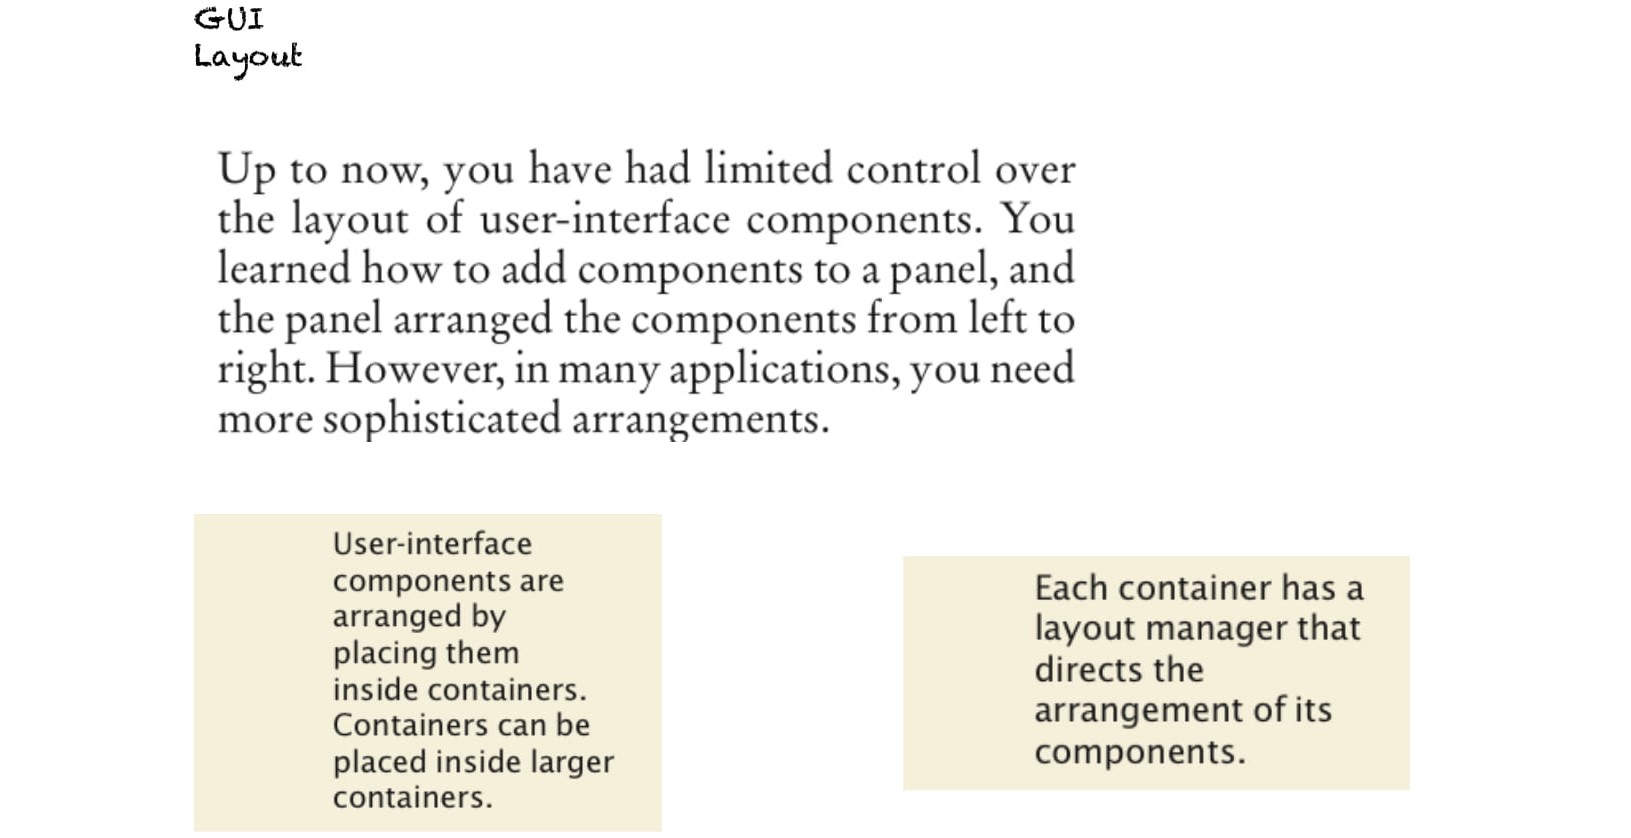 GUI
Layout
Up to now, you have had limited control over
the layout of user-interface components. You
learned how to add components to a panel, and
the panel arranged the components from left to
right. However, in many applications, you need
more sophisticated arrangements.
User-interface
components are
arranged by
placing them
inside containers.
Containers can be
placed inside larger
containers.
Each container has a
layout manager that
directs the
arrangement of its
components.